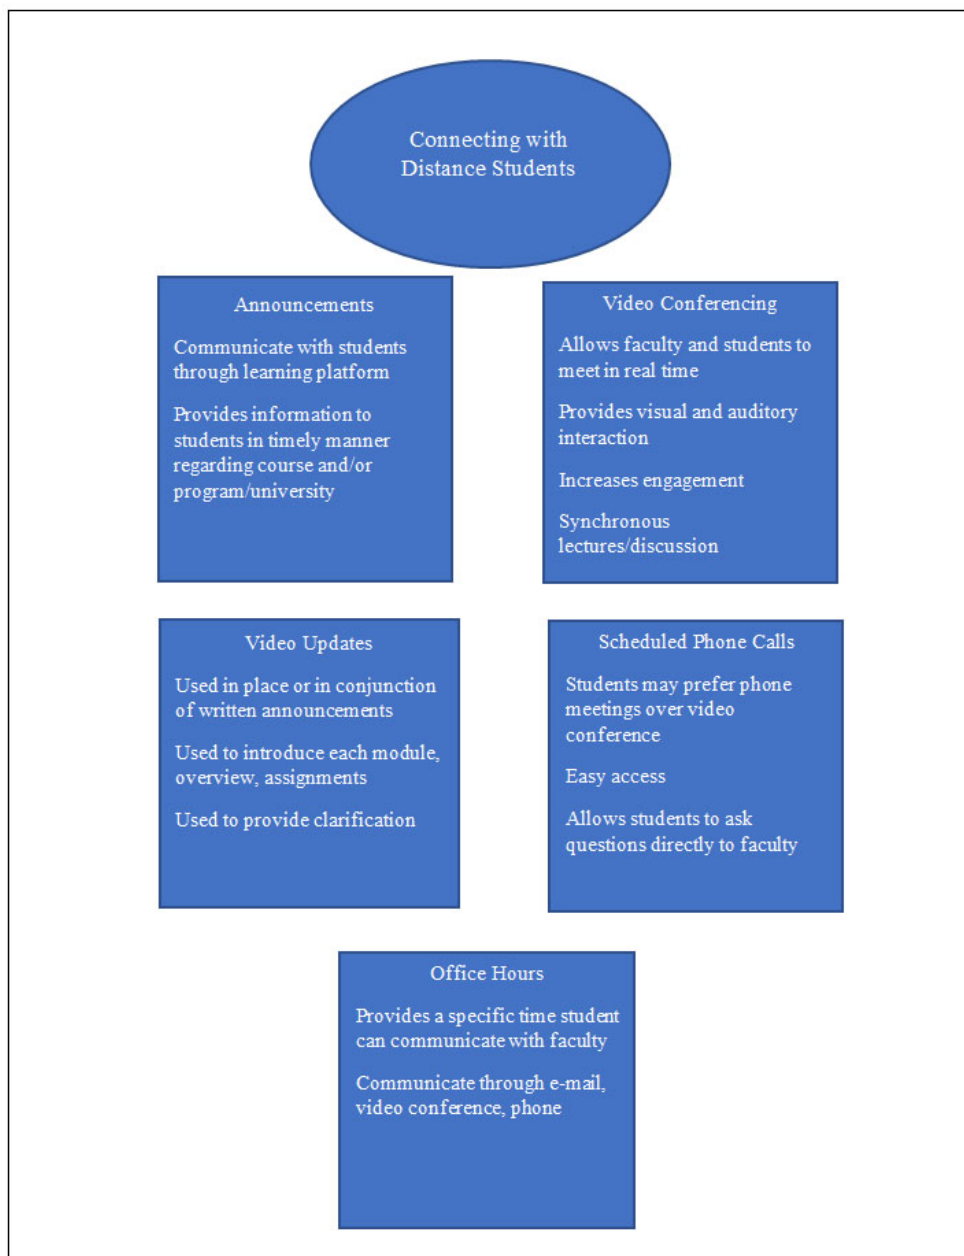 Connecting with
Distance Students
Announcements
Communicate with students
through learning platform
Provides information to
students in timely manner
regarding course and/or
program/university
Video Conferencing
Allows faculty and students to
meet in real time
Provides visual and auditory
interaction
Increases engagement
Synchronous
lectures/discussion
Video Updates
Used in place or in conjunction
of written announcements
Used to introduce each module,
overview, assignments
Used to provide clarification
Scheduled Phone Calls
Students may prefer phone
meetings over video
conference
Easy access
Allows students to ask
questions directly to faculty
Office Hours
Provides a specific time student
can communicate with faculty
Communicate through e-mail,
video conference, phone